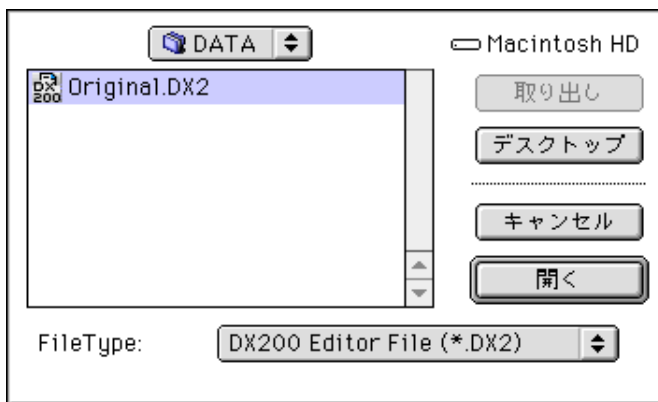 DATA
Macintosh HD
DX200
Original.DX2
取り出し
デスクトップ
キャンセル
開く
FileType:
DX200 Editor File (*.DX2)